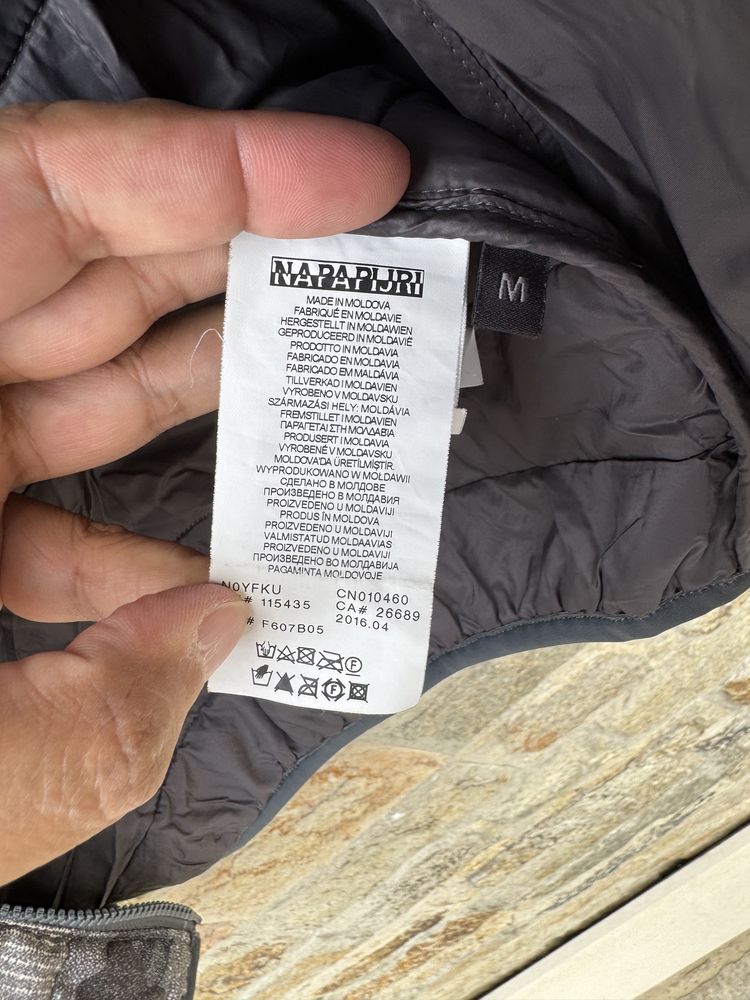 NAPAPIJRI
M
MADE IN MOLDOVA
FABRIQUÉ EN MOLDAVIE
HERGESTELLT IN MOLDAWIEN
GEPRODUCEERD IN MOLDAVIË
PRODOTTO IN MOLDAVIA
FABRICADO EN MOLDAVIA
FABRICADO EM MALDÁVIA
TILLVERKAD I MOLDAVIEN
VYROBENO V MOLDAVSKU
SZÁRMAZÁSI HELY: MOLDÁVIA
FREMSTILLET I MOLDAVIEN
ΠΑΡΑΓΕΤΑΙ ΣΤΗ ΜΟΛΔΑΒΙΑ
PRODUSERT I MOLDAVIA
VYROBENÉ V MOLDAVSKU
MOLDOVA'DA ÜRETİLMİŞTİR.
WYPRODUKOWANO W MOŁDAWII
СДЕЛАНО В МОЛДОВЕ
ПРОИЗВЕДЕНО В МОЛДАВИЯ
PROIZVEDENO U MOLDAVIJI
PRODUS ÎN MOLDOVA
PROIZVEDENO U MOLDAVIJI
VALMISTATUD MOLDAAVIAS
PROIZVEDENO U MOLDAVIJI
ПРОИЗВЕДЕНО ВО МОЛДАВИЈА
PAGAMINTA MOLDOVOJE
N0YFKU CN010460
# 115435 CA# 26689
2016.04
# F607B05
F
F